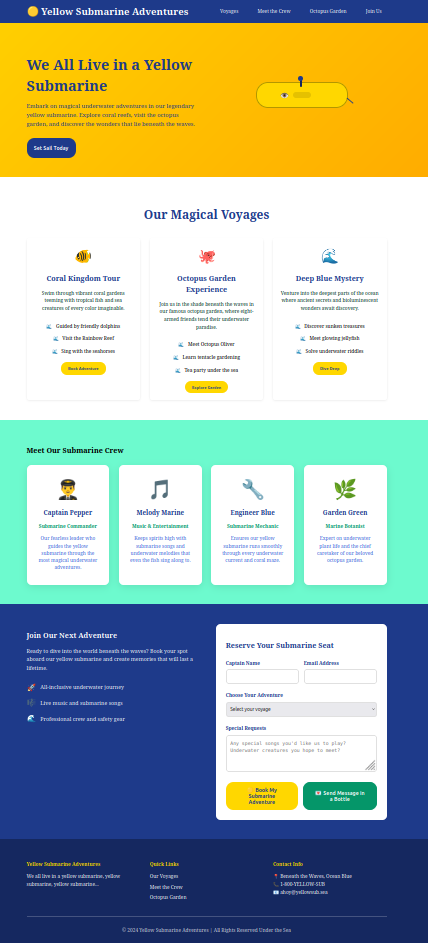 Yellow Submarine Adventures
Voyages
Meet the Crew
Octopus Garden
Join Us
We All Live in a Yellow
Submarine
Embark on magical underwater adventures in our legendary
yellow submarine. Explore coral reefs, visit the octopus
garden, and discover the wonders that lie beneath the waves.
Set Sail Today
Our Magical Voyages
Coral Kingdom Tour
Swim through vibrant coral gardens
teeming with tropical fish and sea
creatures of every color imaginable.
Guided by friendly dolphins
Visit the Rainbow Reef
Sing with the seahorses
Book Adventure
Octopus Garden
Experience
Join us in the shade beneath the waves in
our famous octopus garden, where eight-
armed friends tend their underwater
paradise.
Meet Octopus Oliver
Learn tentacle gardening
Tea party under the sea
Explore Garden
Deep Blue Mystery
Venture into the deepest parts of the ocean
where ancient secrets and bioluminescent
wonders await discovery.
Discover sunken treasures
Meet glowing jellyfish
Solve underwater riddles
Dive Deep
Meet Our Submarine Crew
Captain Pepper
Submarine Commander
Our fearless leader who
guides the yellow
submarine through the
most magical underwater
adventures.
Melody Marine
Music & Entertainment
Keeps spirits high with
submarine songs and
underwater melodies that
even the fish sing along to.
Engineer Blue
Submarine Mechanic
Ensures our yellow
submarine runs smoothly
through every underwater
current and coral maze.
Garden Green
Marine Botanist
Expert on underwater
plant life and the chief
caretaker of our beloved
octopus garden.
Join Our Next Adventure
Ready to dive into the world beneath the waves? Book your spot
aboard our yellow submarine and create memories that will last a
lifetime.
All-inclusive underwater journey
Live music and submarine songs
Professional crew and safety gear
Reserve Your Submarine Seat
Captain Name
Email Address
Choose Your Adventure
Select your voyage
Special Requests
Any special songs you'd like us to play?
Underwater creatures you hope to meet?
Book My
Submarine
Adventure
Send Message in
a Bottle
Yellow Submarine Adventures
We all live in a yellow submarine, yellow
submarine, yellow submarine...
Quick Links
Our Voyages
Meet the Crew
Octopus Garden
Contact Info
Beneath the Waves, Ocean Blue
1-800-YELLOW-SUB
ahoy@yellowsub.sea
© 2024 Yellow Submarine Adventures | All Rights Reserved Under the Sea